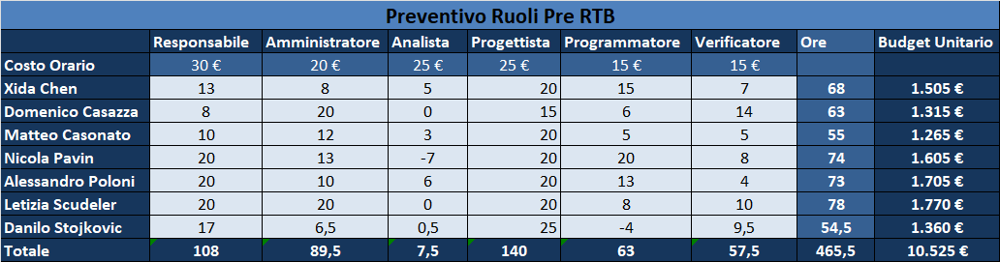 Preventivo Ruoli Pre RTB
Responsabile Amministratore Analista Progettista Programmatore Verificatore Ore Budget Unitario
Costo Orario 30 € 20 € 25 € 25 € 15 € 15 €
Xida Chen 13 8 5 20 15 7 68 1.505 €
Domenico Casazza 8 20 0 15 6 14 63 1.315 €
Matteo Casonato 10 12 3 20 5 5 55 1.265 €
Nicola Pavin 20 13 -7 20 20 8 74 1.605 €
Alessandro Poloni 20 10 6 20 13 4 73 1.705 €
Letizia Scudeler 20 20 0 20 8 10 78 1.770 €
Danilo Stojkovic 17 6,5 0,5 25 -4 9,5 54,5 1.360 €
Totale 108 89,5 7,5 140 63 57,5 465,5 10.525 €